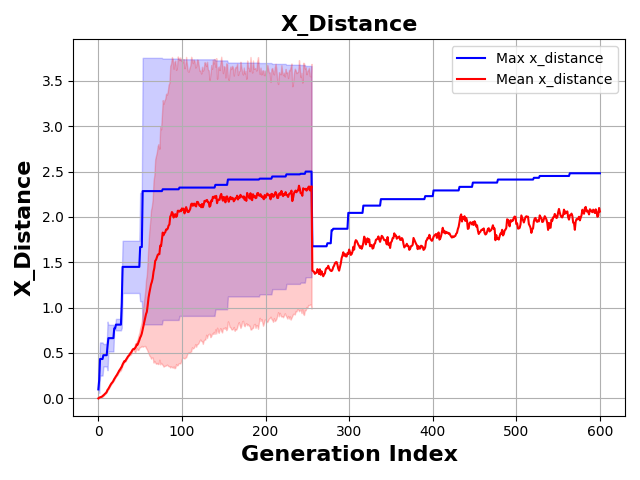 X_Distance
Max x_distance
Mean x_distance
X_Distance
3.5
3.0
2.5
2.0
1.5
1.0
0.5
0.0
0 100 200 300 400 500 600
Generation Index